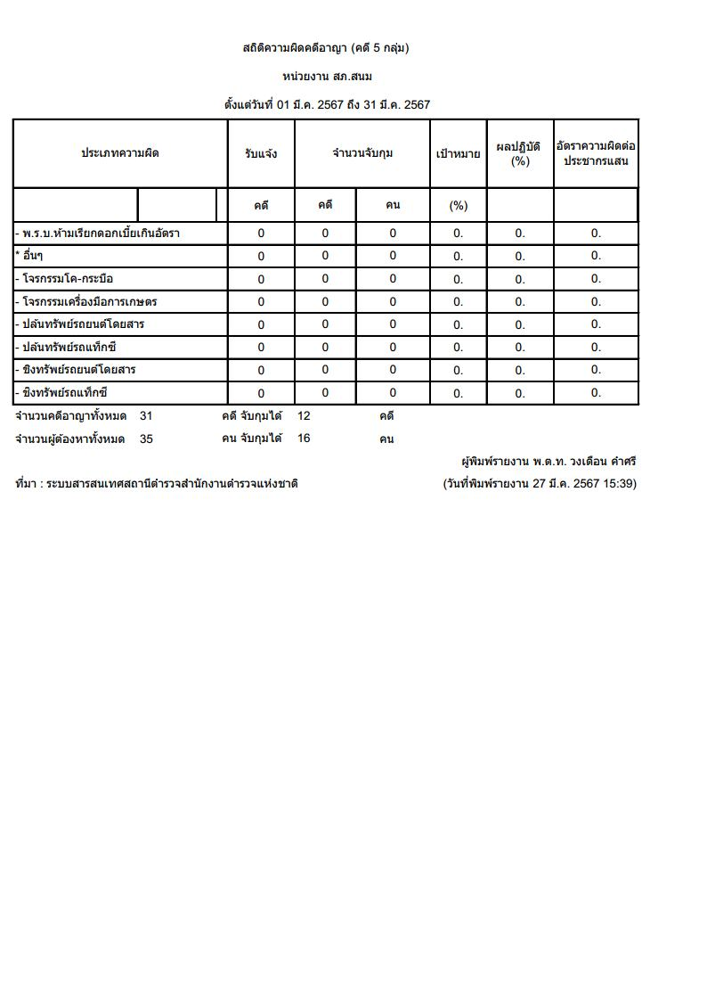 สถิติความผิดคดีอาญา (คดี 5 กลุ่ม)
หน่วยงาน สภ.สนม
ตั้งแต่วันที่ 01 มี.ค. 2567 ถึง 31 มี.ค. 2567
ประเภทความผิด รับแจ้ง จำนวนจับกุม เป้าหมาย ผลปฏิบัติ (%) อัตราความผิดต่อ ประชากรแสน
คดี คดี คน (%)
- พ.ร.บ.ห้ามเรียกดอกเบี้ยเกินอัตรา 0 0 0 0. 0. 0.
* อื่นๆ 0 0 0 0. 0. 0.
- โจรกรรมโค-กระบือ 0 0 0 0. 0. 0.
- โจรกรรมเครื่องมือการเกษตร 0 0 0 0. 0. 0.
- ปล้นทรัพย์รถยนต์โดยสาร 0 0 0 0. 0. 0.
- ปล้นทรัพย์รถแท็กซี่ 0 0 0 0. 0. 0.
- ชิงทรัพย์รถยนต์โดยสาร 0 0 0 0. 0. 0.
- ชิงทรัพย์รถแท็กซี่ 0 0 0 0. 0. 0.
จำนวนคดีอาญาทั้งหมด 31 คดี จับกุมได้ 12 คดี
จำนวนผู้ต้องหาทั้งหมด 35 คน จับกุมได้ 16 คน
ผู้พิมพ์รายงาน พ.ต.ท. วงเดือน คำศรี
ที่มา : ระบบสารสนเทศสถานีตำรวจสำนักงานตำรวจแห่งชาติ (วันที่พิมพ์รายงาน 27 มี.ค. 2567 15:39)